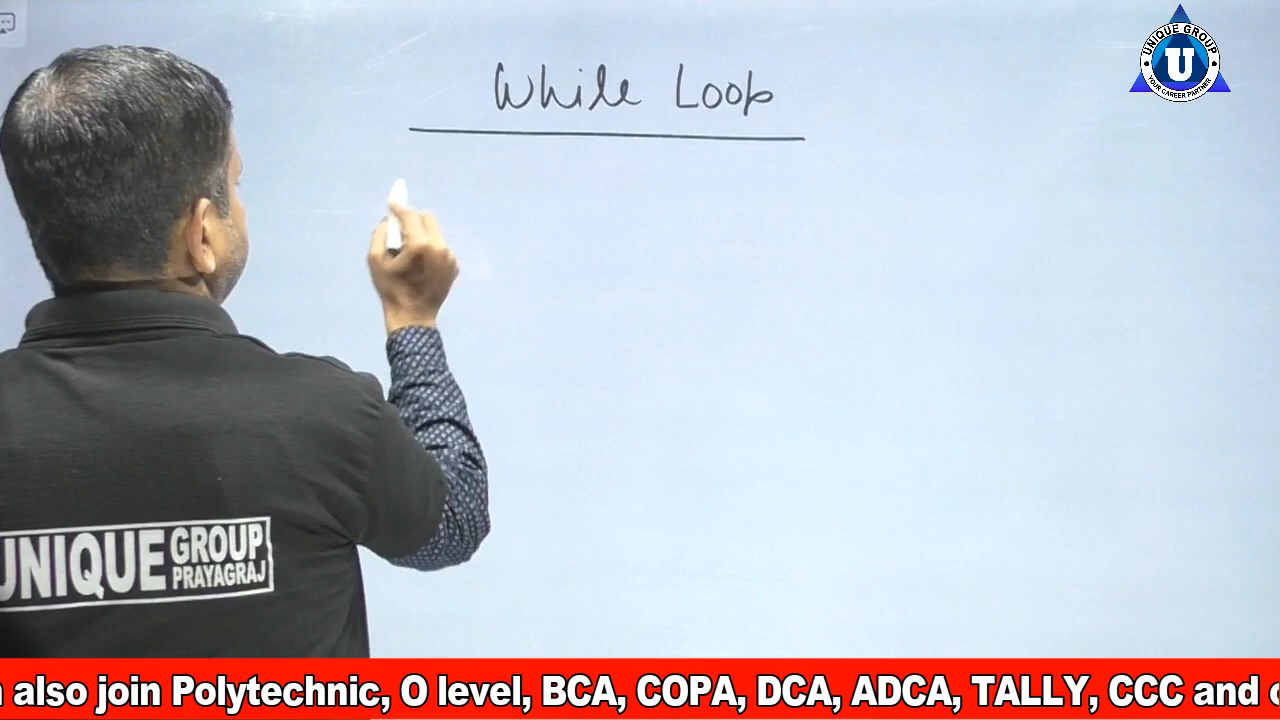 While Loop
UNIQUE GROUP
U
YOUR CAREER PARTNER
UNIQUE GROUP
PRAYAGRAJ
also join Polytechnic, O level, BCA, COPA, DCA, ADCA, TALLY, CCC and